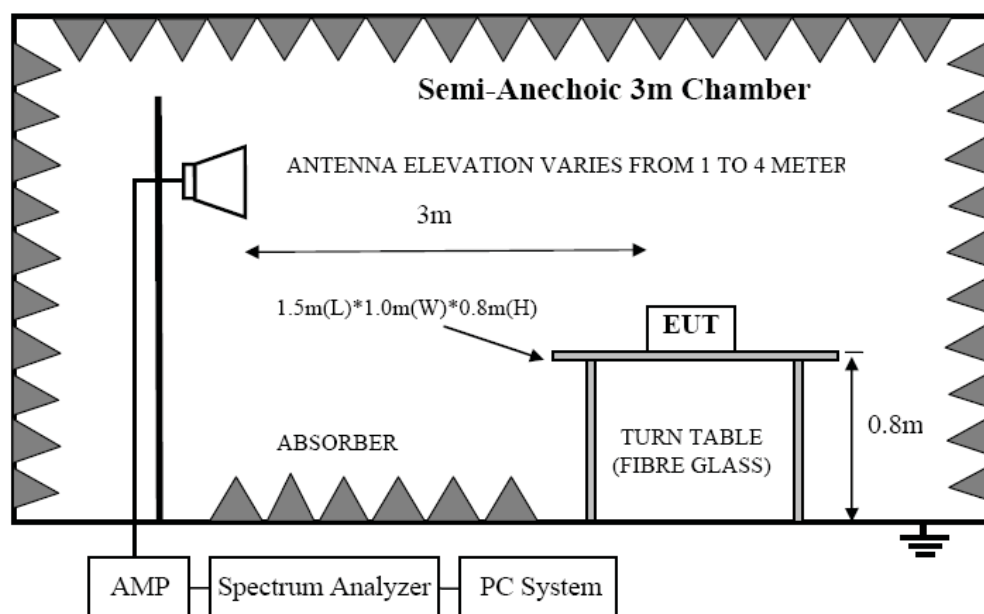 Semi-Anechoic 3m Chamber
ANTENNA ELEVATION VARIES FROM 1 TO 4 METER
3m
1.5m(L)*1.0m(W)*0.8m(H)
EUT
0.8m
ABSORBER
TURN TABLE
(FIBRE GLASS)
AMP
Spectrum Analyzer
PC System